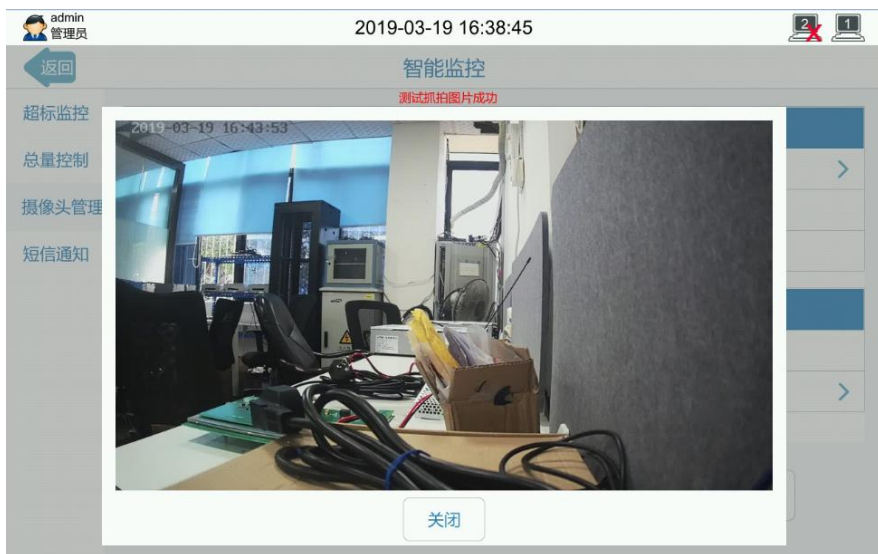 admin
管理员
2019-03-19 16:38:45
2
1
返回
智能监控
测试抓拍图片成功
超标监控
总量控制
摄像头管理
短信通知
2019-03-19 16:43:53
关闭